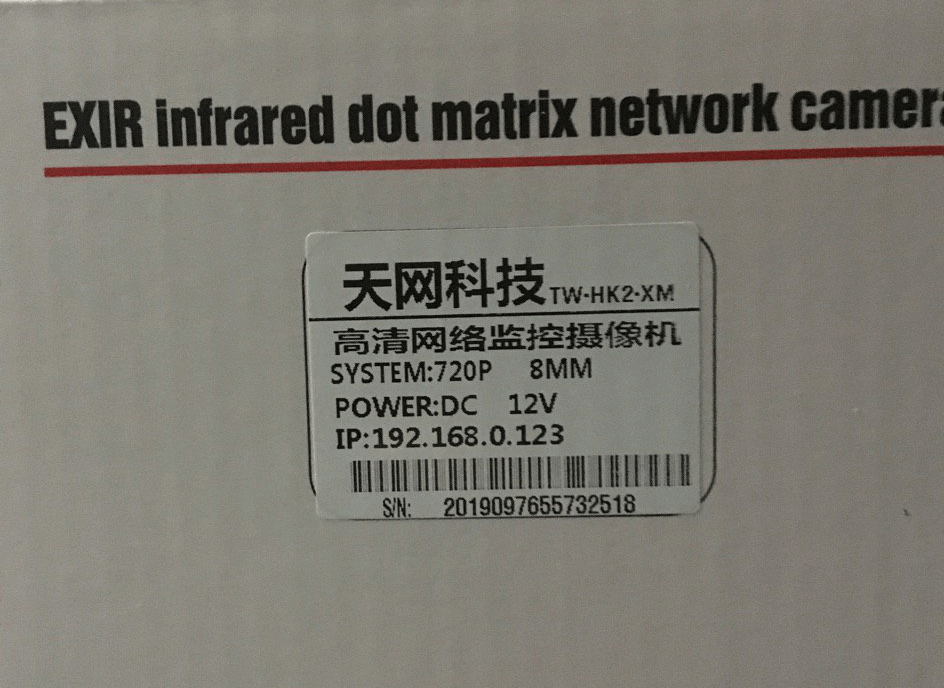 EXIR infrared dot matrix network camera
天网科技 TW-HK2-XM
高清网络监控摄像机
SYSTEM:720P 8MM
POWER:DC 12V
IP:192.168.0.123
S/N: 2019097655732518